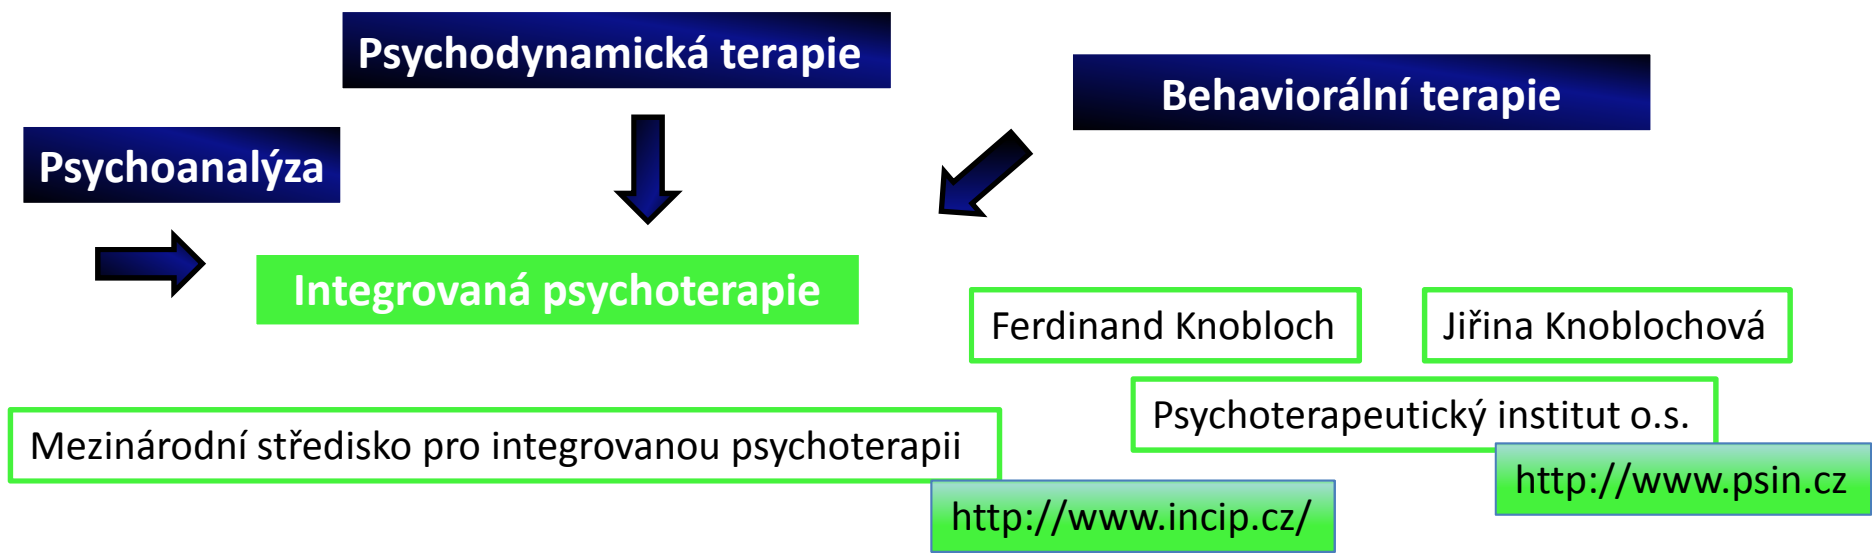 Psychodynamická terapie
Behaviorální terapie
Psychoanalýza
Integrovaná psychoterapie
Ferdinand Knobloch
Jiřina Knoblochová
Psychoterapeutický institut o.s.
Mezinárodní středisko pro integrovanou psychoterapii
http://www.psin.cz
http://www.incip.cz/